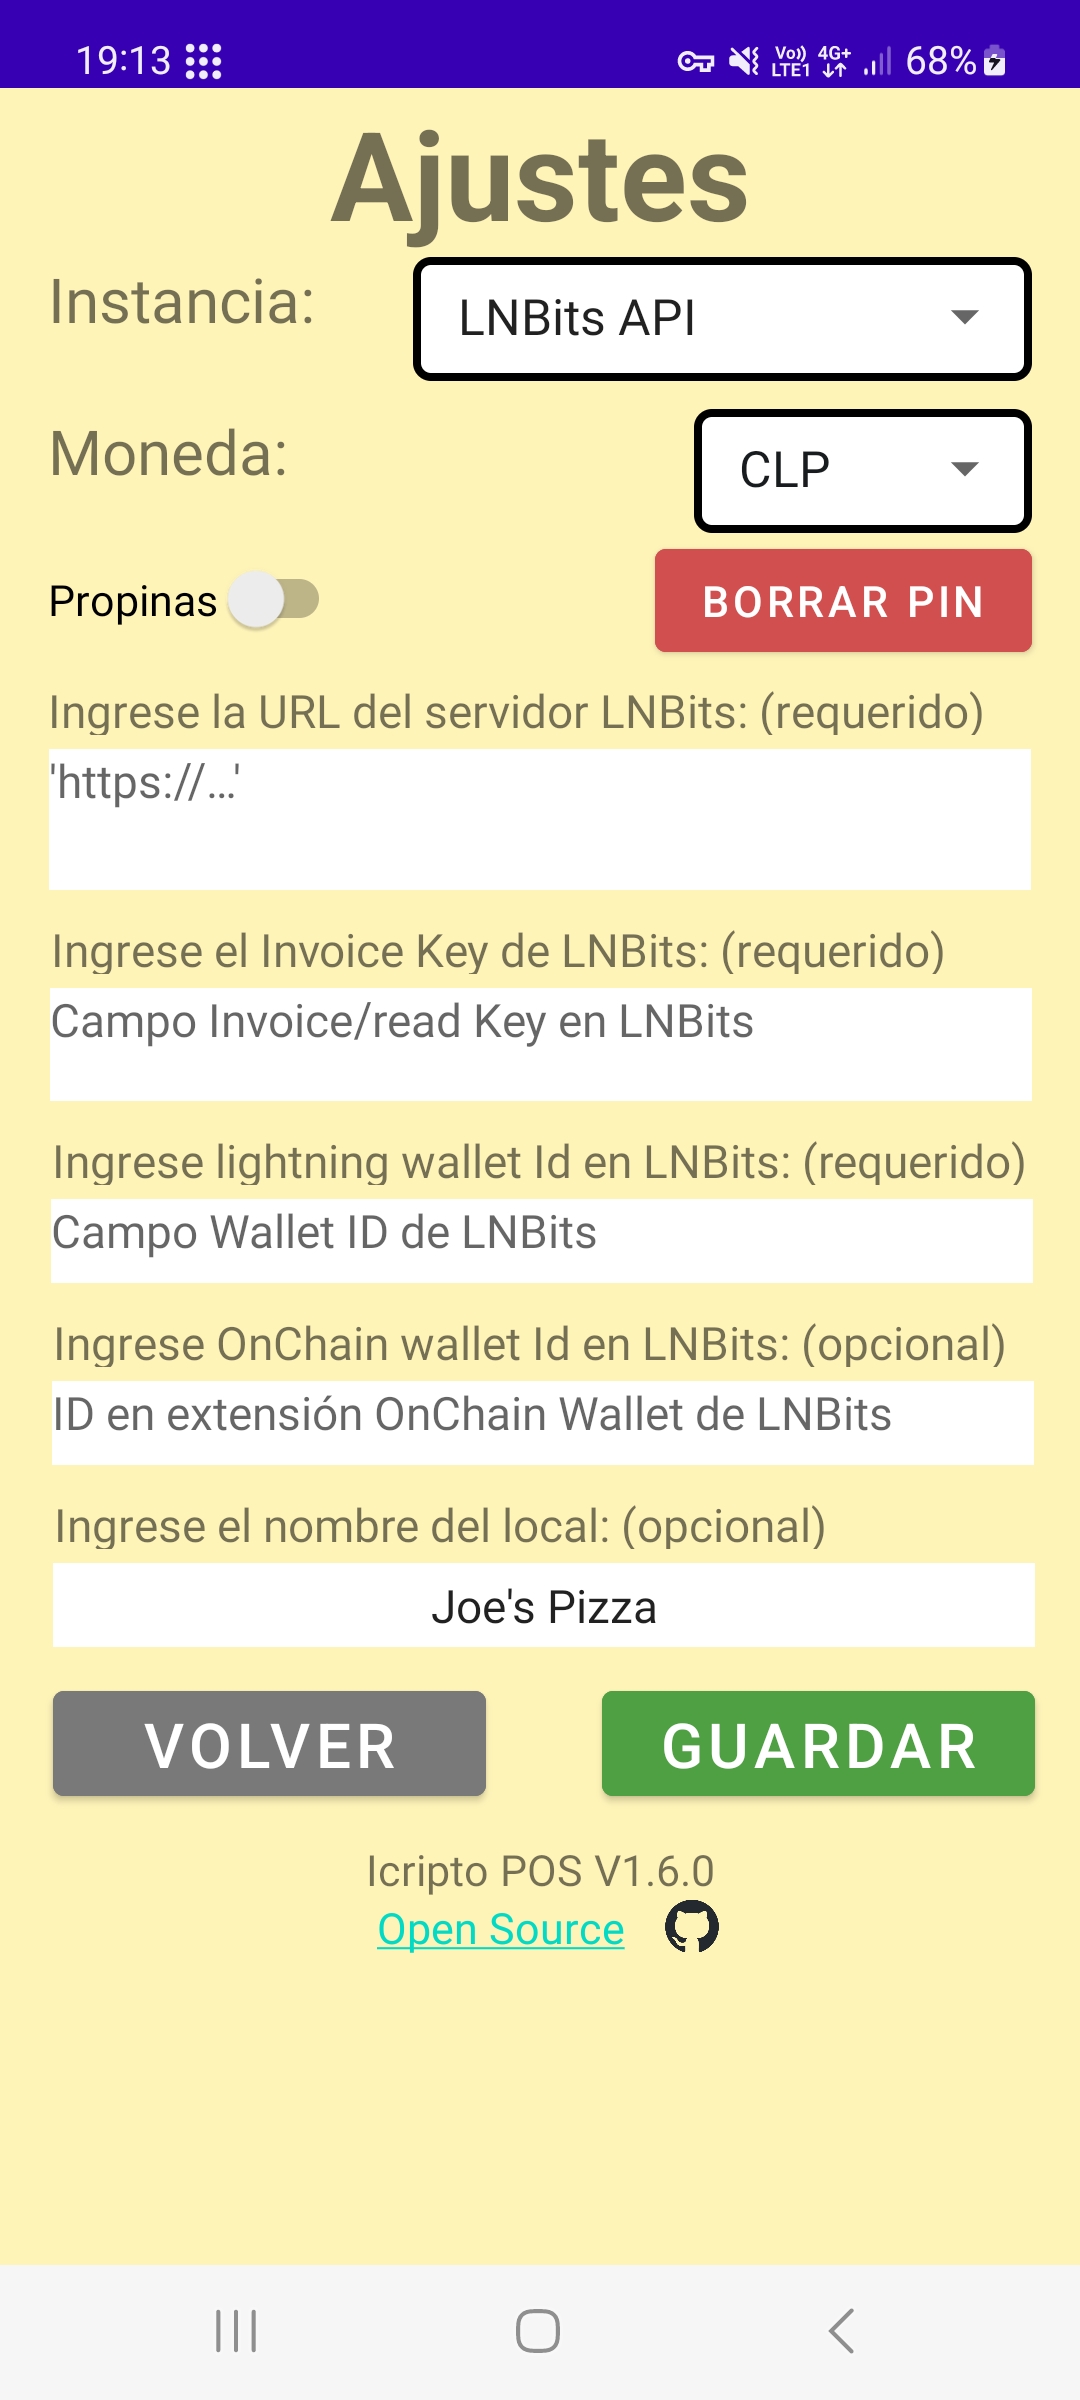 19:13 Vo)) LTE1 4G+ 68%
Ajustes
Instancia: LNBits API
Moneda: CLP
Propinas BORRAR PIN
Ingrese la URL del servidor LNBits: (requerido)
'https://...'
Ingrese el Invoice Key de LNBits: (requerido)
Campo Invoice/read Key en LNBits
Ingrese lightning wallet Id en LNBits: (requerido)
Campo Wallet ID de LNBits
Ingrese OnChain wallet Id en LNBits: (opcional)
ID en extensión OnChain Wallet de LNBits
Ingrese el nombre del local: (opcional)
Joe's Pizza
VOLVER GUARDAR
Icripto POS V1.6.0
Open Source